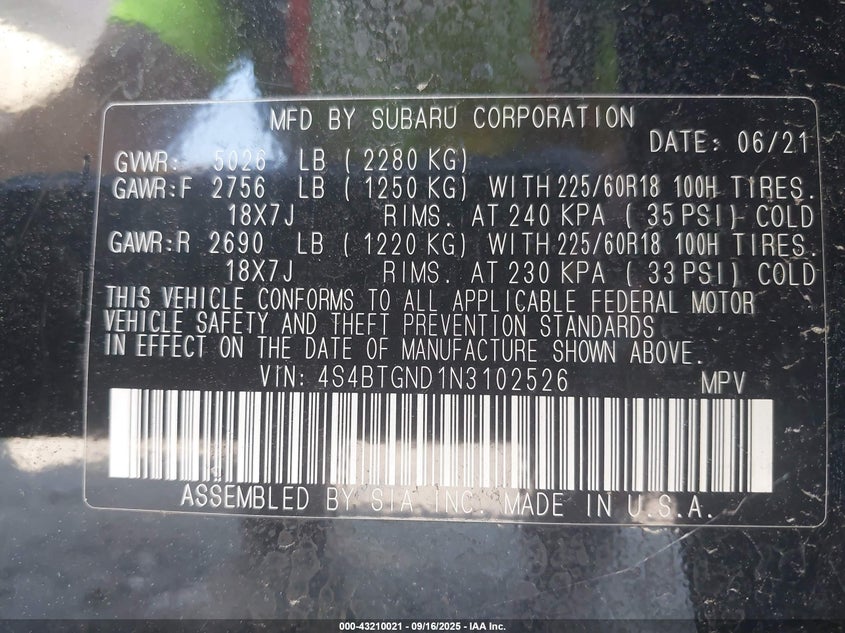 MFD BY SUBARU CORPORATION
DATE: 06/21
GVWR: 5026 LB ( 2280 KG)
GAWR:F 2756 LB ( 1250 KG) WITH 225/60R18 100H TIRES.
18X7J RIMS. AT 240 KPA ( 35 PSI) COLD
GAWR:R 2690 LB ( 1220 KG) WITH 225/60R18 100H TIRES.
18X7J RIMS. AT 230 KPA ( 33 PSI) COLD
THIS VEHICLE CONFORMS TO ALL APPLICABLE FEDERAL MOTOR
VEHICLE SAFETY AND THEFT PREVENTION STANDARDS
IN EFFECT ON THE DATE OF MANUFACTURE SHOWN ABOVE.
VIN: 4S4BTGND1N3102526 MPV
ASSEMBLED BY SIA INC. MADE IN U.S.A.
000-43210021 - 09/16/2025 - IAA Inc.